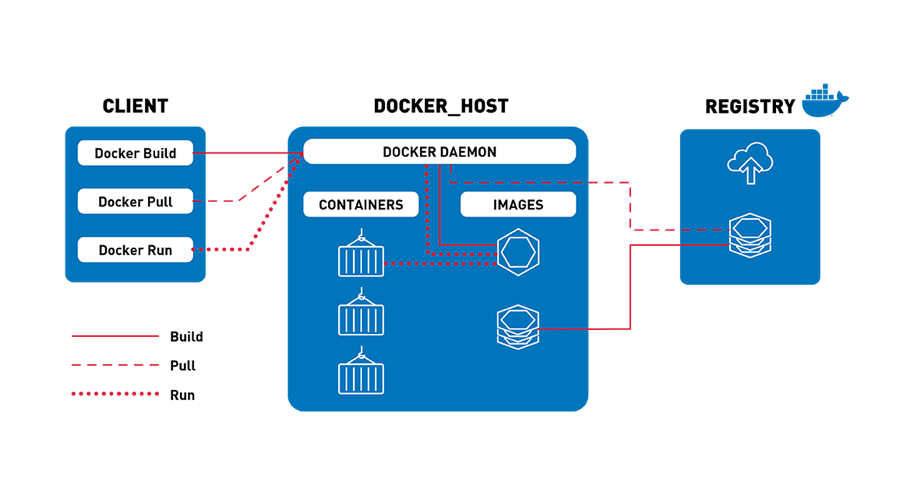 CLIENT
DOCKER_HOST
REGISTRY
Docker Build
DOCKER DAEMON
Docker Pull
CONTAINERS
IMAGES
Docker Run
Build
Pull
Run